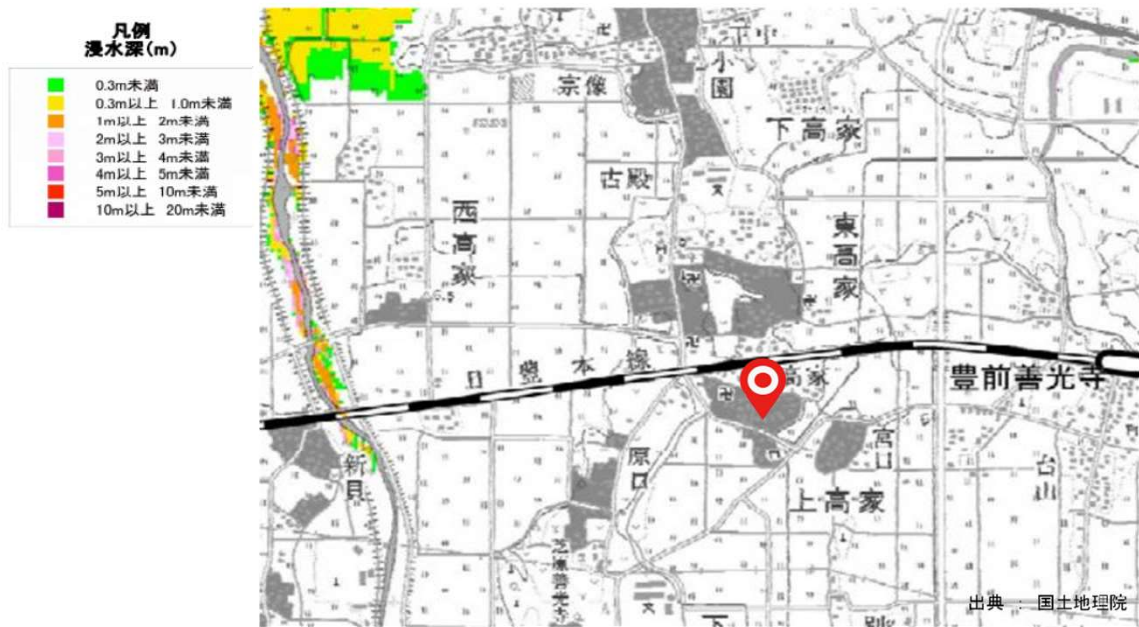 凡例
浸水深(m)
0.3m未満
0.3m以上 1.0m未満
1m以上 2m未満
2m以上 3m未満
3m以上 4m未満
4m以上 5m未満
5m以上 10m未満
10m以上 20m未満
小園
宗像
下高家
古殿
西高家
東高家
日豊本線
高家
豊前善光寺
新貝
原口
宮口
上高家
台山
下
出典 : 国土地理院